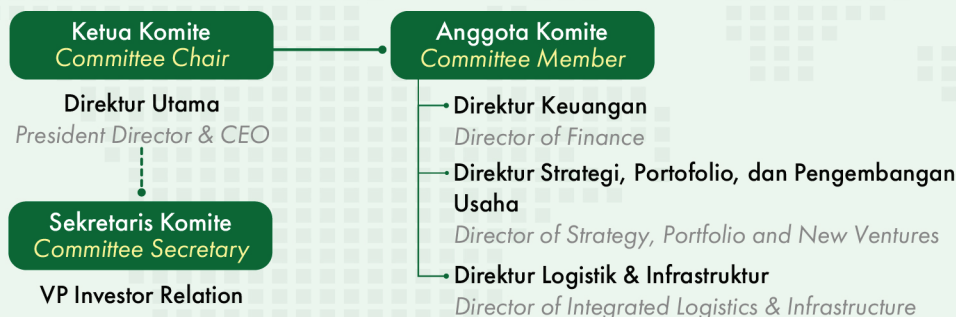 Ketua Komite
Committee Chair
Direktur Utama
President Director & CEO
Sekretaris Komite
Committee Secretary
VP Investor Relation
Anggota Komite
Committee Member
Direktur Keuangan
Director of Finance
Direktur Strategi, Portofolio, dan Pengembangan
Usaha
Director of Strategy, Portfolio and New Ventures
Direktur Logistik & Infrastruktur
Director of Integrated Logistics & Infrastructure